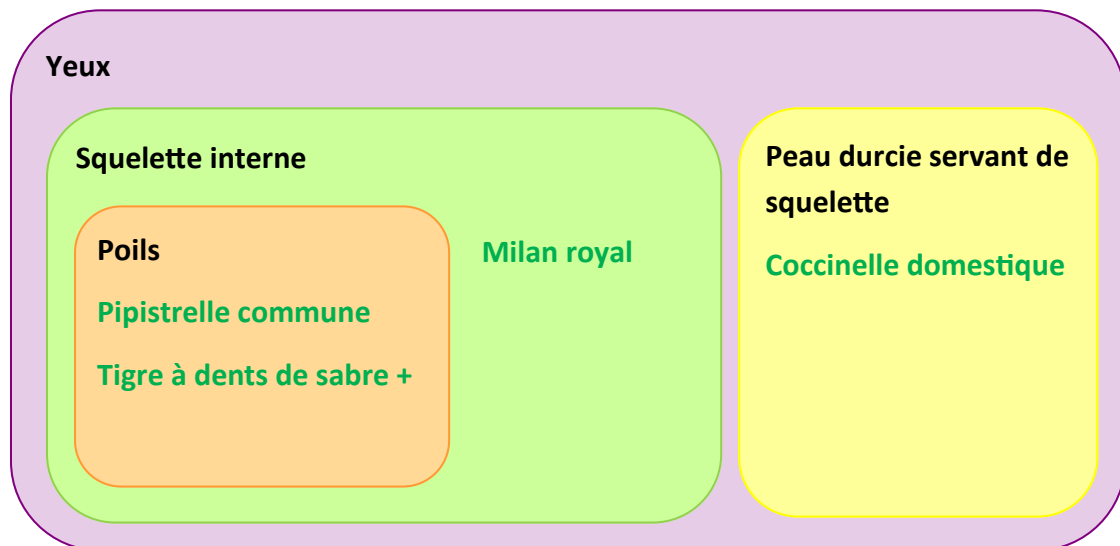 Yeux
Squelette interne
Poils
Pipistrelle commune
Tigre à dents de sabre +
Milan royal
Peau durcie servant de
squelette
Coccinelle domestique